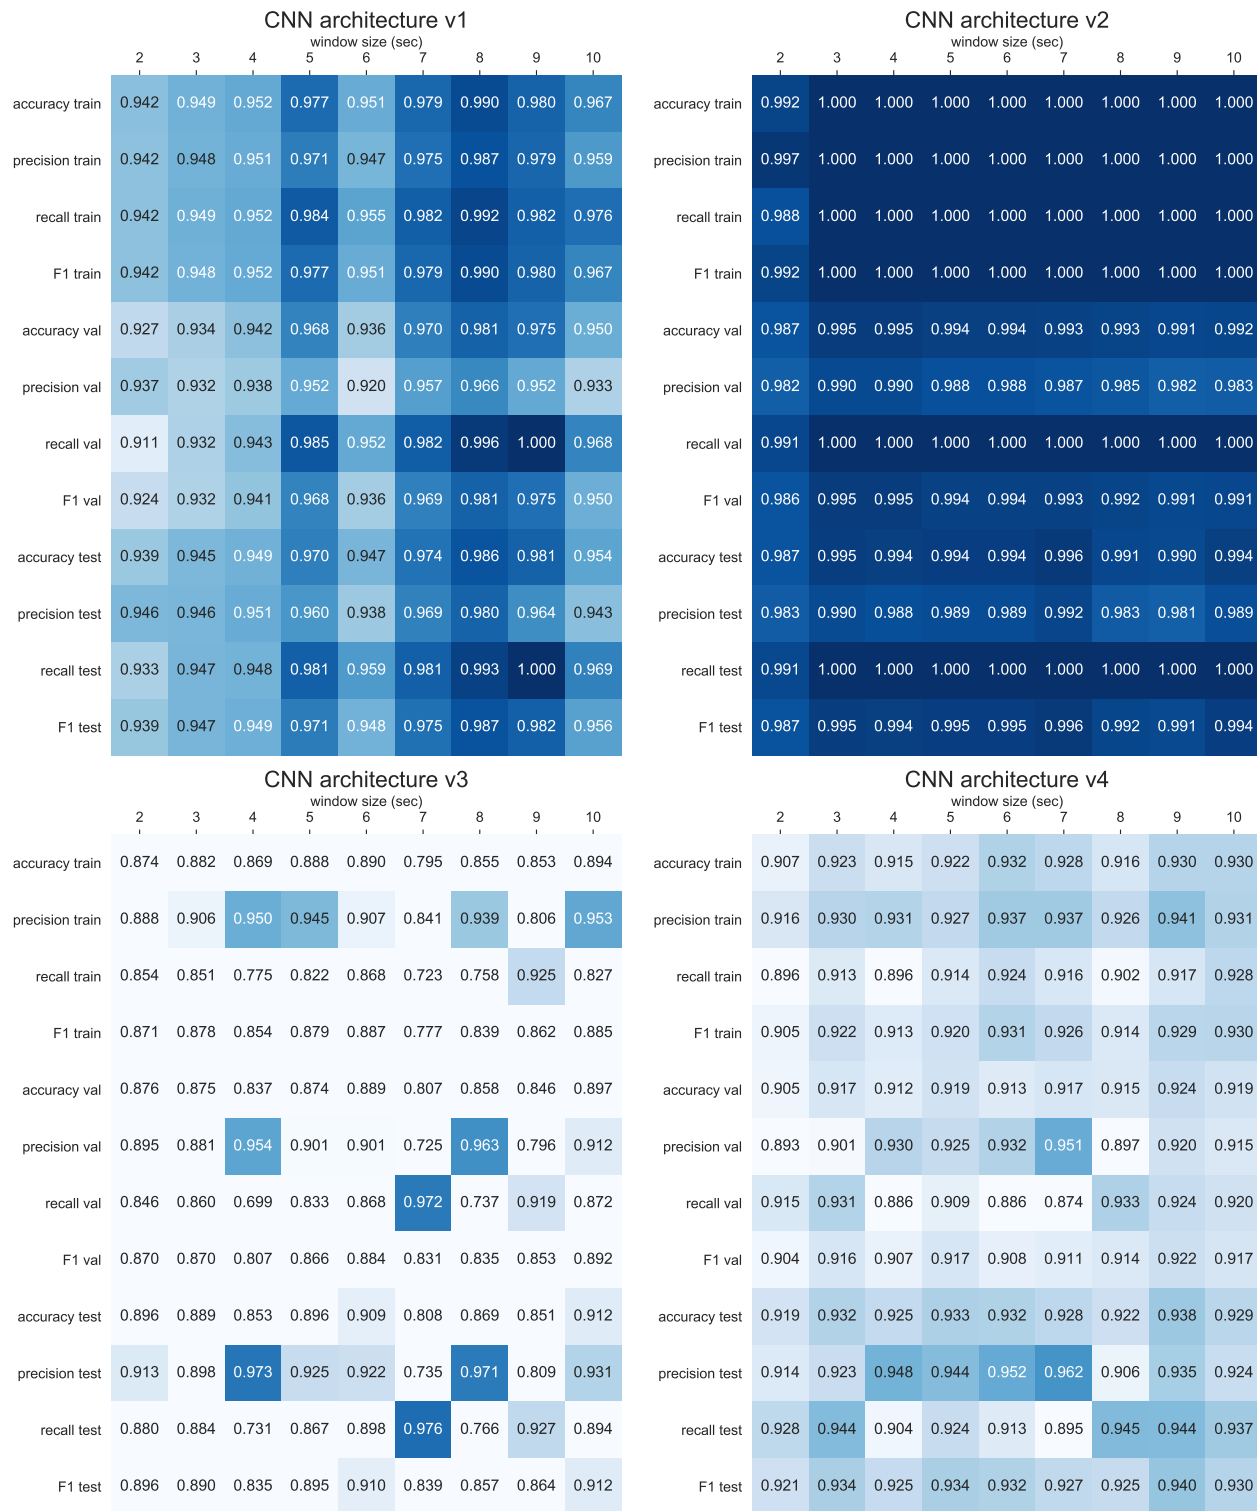 CNN architecture v1
window size (sec)
2 3 4 5 6 7 8 9 10
accuracy train 0.942 0.949 0.952 0.977 0.951 0.979 0.990 0.980 0.967
precision train 0.942 0.948 0.951 0.971 0.947 0.975 0.987 0.979 0.959
recall train 0.942 0.949 0.952 0.984 0.955 0.982 0.992 0.982 0.976
F1 train 0.942 0.948 0.952 0.977 0.951 0.979 0.990 0.980 0.967
accuracy val 0.927 0.934 0.942 0.968 0.936 0.970 0.981 0.975 0.950
precision val 0.937 0.932 0.938 0.952 0.920 0.957 0.966 0.952 0.933
recall val 0.911 0.932 0.943 0.985 0.952 0.982 0.996 1.000 0.968
F1 val 0.924 0.932 0.941 0.968 0.936 0.969 0.981 0.975 0.950
accuracy test 0.939 0.945 0.949 0.970 0.947 0.974 0.986 0.981 0.954
precision test 0.946 0.946 0.951 0.960 0.938 0.969 0.980 0.964 0.943
recall test 0.933 0.947 0.948 0.981 0.959 0.981 0.993 1.000 0.969
F1 test 0.939 0.947 0.949 0.971 0.948 0.975 0.987 0.982 0.956
CNN architecture v2
window size (sec)
2 3 4 5 6 7 8 9 10
accuracy train 0.992 1.000 1.000 1.000 1.000 1.000 1.000 1.000 1.000
precision train 0.997 1.000 1.000 1.000 1.000 1.000 1.000 1.000 1.000
recall train 0.988 1.000 1.000 1.000 1.000 1.000 1.000 1.000 1.000
F1 train 0.992 1.000 1.000 1.000 1.000 1.000 1.000 1.000 1.000
accuracy val 0.987 0.995 0.995 0.994 0.994 0.993 0.993 0.991 0.992
precision val 0.982 0.990 0.990 0.988 0.988 0.987 0.985 0.982 0.983
recall val 0.991 1.000 1.000 1.000 1.000 1.000 1.000 1.000 1.000
F1 val 0.986 0.995 0.995 0.994 0.994 0.993 0.992 0.991 0.991
accuracy test 0.987 0.995 0.994 0.994 0.994 0.996 0.991 0.990 0.994
precision test 0.983 0.990 0.988 0.989 0.989 0.992 0.983 0.981 0.989
recall test 0.991 1.000 1.000 1.000 1.000 1.000 1.000 1.000 1.000
F1 test 0.987 0.995 0.994 0.995 0.995 0.996 0.992 0.991 0.994
CNN architecture v3
window size (sec)
2 3 4 5 6 7 8 9 10
accuracy train 0.874 0.882 0.869 0.888 0.890 0.795 0.855 0.853 0.894
precision train 0.888 0.906 0.950 0.945 0.907 0.841 0.939 0.806 0.953
recall train 0.854 0.851 0.775 0.822 0.868 0.723 0.758 0.925 0.827
F1 train 0.871 0.878 0.854 0.879 0.887 0.777 0.839 0.862 0.885
accuracy val 0.876 0.875 0.837 0.874 0.889 0.807 0.858 0.846 0.897
precision val 0.895 0.881 0.954 0.901 0.901 0.725 0.963 0.796 0.912
recall val 0.846 0.860 0.699 0.833 0.868 0.972 0.737 0.919 0.872
F1 val 0.870 0.870 0.807 0.866 0.884 0.831 0.835 0.853 0.892
accuracy test 0.896 0.889 0.853 0.896 0.909 0.808 0.869 0.851 0.912
precision test 0.913 0.898 0.973 0.925 0.922 0.735 0.971 0.809 0.931
recall test 0.880 0.884 0.731 0.867 0.898 0.976 0.766 0.927 0.894
F1 test 0.896 0.890 0.835 0.895 0.910 0.839 0.857 0.864 0.912
CNN architecture v4
window size (sec)
2 3 4 5 6 7 8 9 10
accuracy train 0.907 0.923 0.915 0.922 0.932 0.928 0.916 0.930 0.930
precision train 0.916 0.930 0.931 0.927 0.937 0.937 0.926 0.941 0.931
recall train 0.896 0.913 0.896 0.914 0.924 0.916 0.902 0.917 0.928
F1 train 0.905 0.922 0.913 0.920 0.931 0.926 0.914 0.929 0.930
accuracy val 0.905 0.917 0.912 0.919 0.913 0.917 0.915 0.924 0.919
precision val 0.893 0.901 0.930 0.925 0.932 0.951 0.897 0.920 0.915
recall val 0.915 0.931 0.886 0.909 0.886 0.874 0.933 0.924 0.920
F1 val 0.904 0.916 0.907 0.917 0.908 0.911 0.914 0.922 0.917
accuracy test 0.919 0.932 0.925 0.933 0.932 0.928 0.922 0.938 0.929
precision test 0.914 0.923 0.948 0.944 0.952 0.962 0.906 0.935 0.924
recall test 0.928 0.944 0.904 0.924 0.913 0.895 0.945 0.944 0.937
F1 test 0.921 0.934 0.925 0.934 0.932 0.927 0.925 0.940 0.930